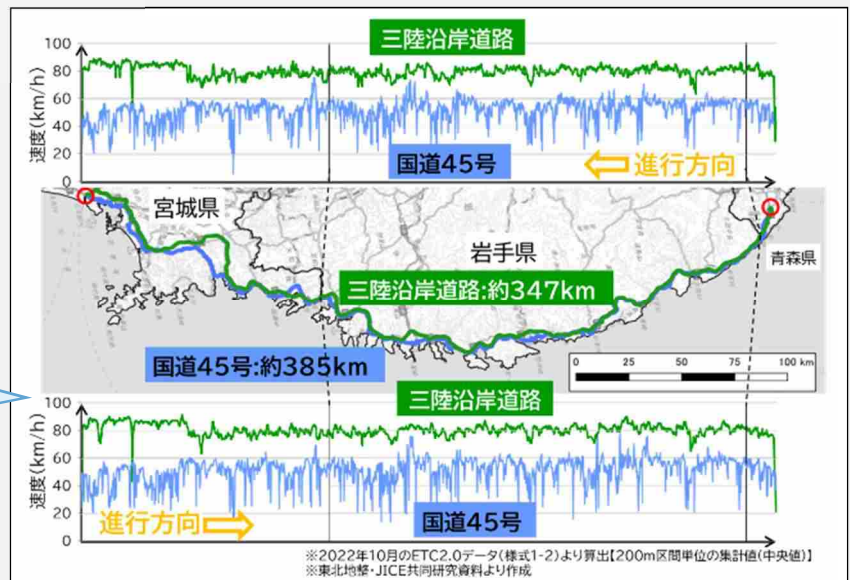 100
三陸沿岸道路
80
60
速度(km/h)
40
20
0
国道45号
進行方向
宮城県
岩手県
青森県
三陸沿岸道路:約347km
国道45号:約385km
0 25 50 75 100 km
100
三陸沿岸道路
80
60
速度(km/h)
40
20
0
進行方向
国道45号
※2022年10月のETC2.0データ(様式1-2)より算出【200m区間単位の集計値(中央値)】
※東北地整・JICE共同研究資料より作成